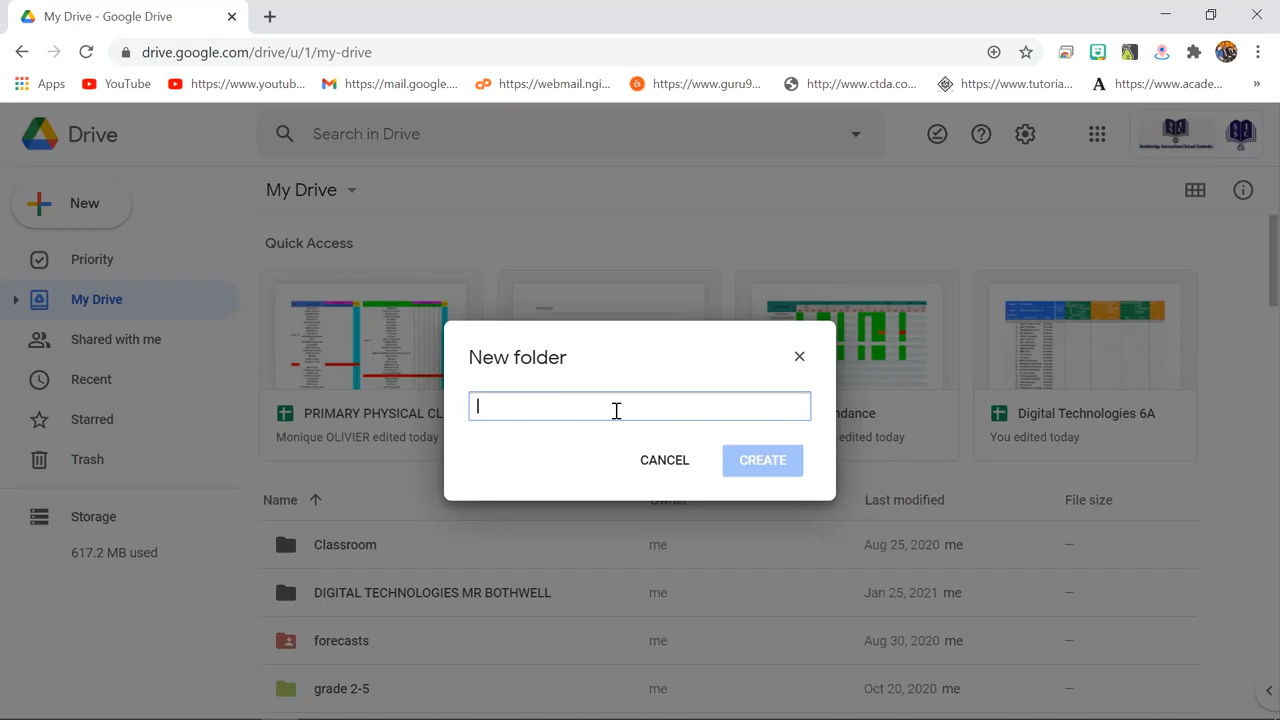 My Drive - Google Drive
drive.google.com/drive/u/1/my-drive
Apps YouTube https://www.youtub... https://mail.google.... https://webmail.ngi... https://www.guru9... http://www.ctda.co... https://www.tutoria... https://www.acade... »
Drive Search in Drive
New
My Drive
Quick Access
Priority
My Drive
Shared with me
Recent
Starred
Trash
Storage
617.2 MB used
New folder
CANCEL CREATE
PRIMARY PHYSICAL CL
Monique OLIVIER edited today
dance
edited today
Digital Technologies 6A
You edited today
Name Owner Last modified File size
Classroom me Aug 25, 2020 me —
DIGITAL TECHNOLOGIES MR BOTHWELL me Jan 25, 2021 me —
forecasts me Aug 30, 2020 me —
grade 2-5 me Oct 20, 2020 me —